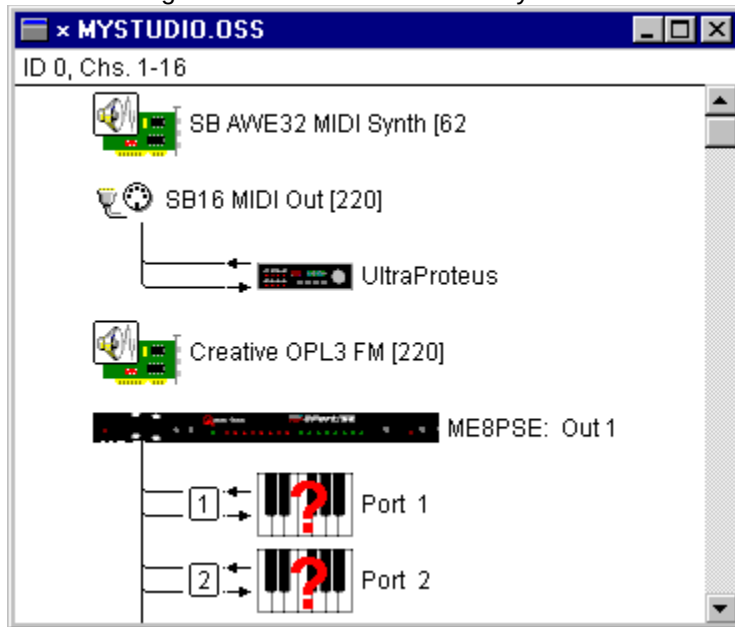 × MYSTUDIO.OSS
ID 0, Chs. 1-16
SB AWE32 MIDI Synth [62
SB16 MIDI Out [220]
UltraProteus
Creative OPL3 FM [220]
ME8PSE: Out 1
1 ? Port 1
2 ? Port 2